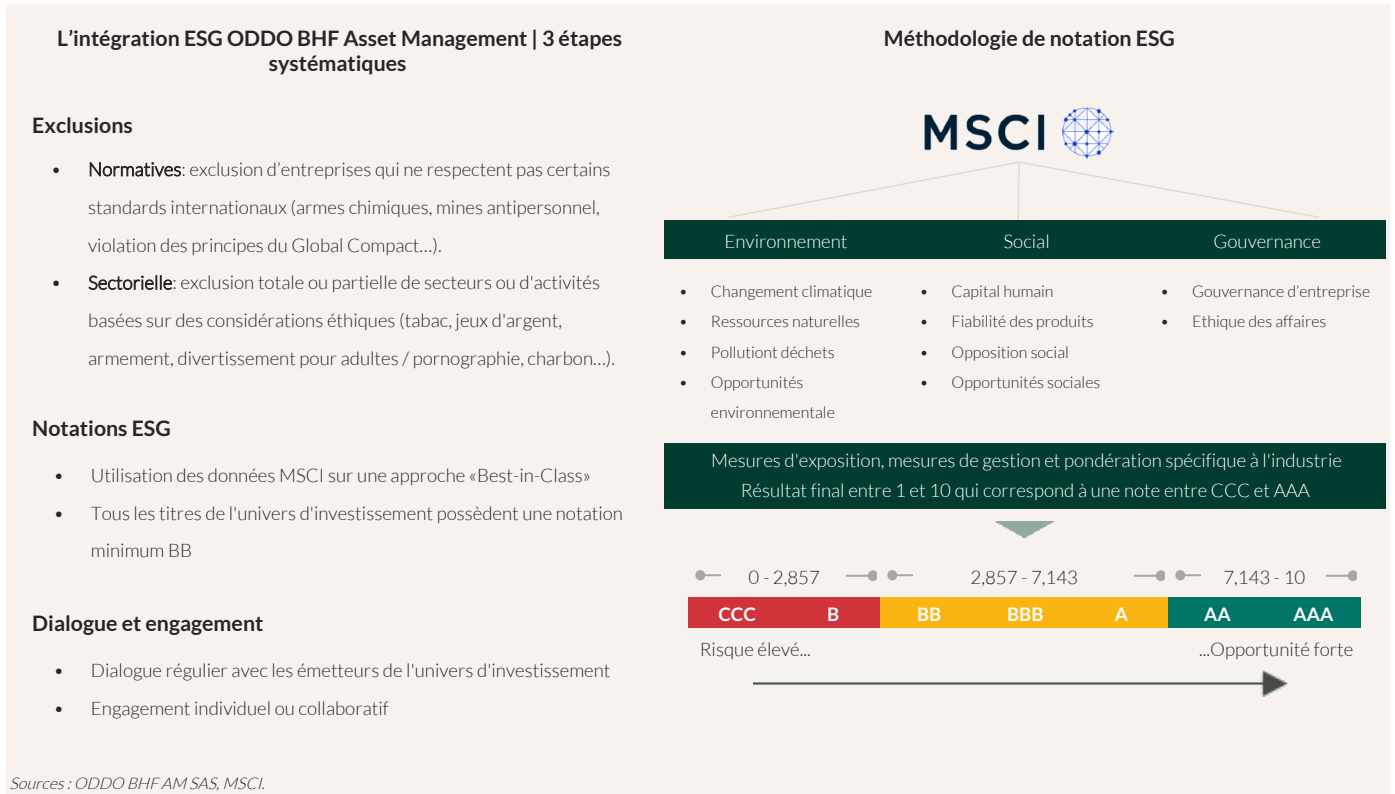 L'intégration ESG ODDO BHF Asset Management | 3 étapes
systématiques
Exclusions
• Normatives: exclusion d'entreprises qui ne respectent pas certains
standards internationaux (armes chimiques, mines antipersonnel,
violation des principes du Global Compact…).
• Sectorielle: exclusion totale ou partielle de secteurs ou d'activités
basées sur des considérations éthiques (tabac, jeux d'argent,
armement, divertissement pour adultes / pornographie, charbon…).
Notations ESG
• Utilisation des données MSCI sur une approche «Best-in-Class»
• Tous les titres de l'univers d'investissement possèdent une notation
minimum BB
Dialogue et engagement
• Dialogue régulier avec les émetteurs de l'univers d'investissement
• Engagement individuel ou collaboratif
Méthodologie de notation ESG
MSCI
Environnement Social Gouvernance
• Changement climatique
• Ressources naturelles
• Pollutiont déchets
• Opportunités
environnementale
• Capital humain
• Fiabilité des produits
• Opposition social
• Opportunités sociales
• Gouvernance d'entreprise
• Ethique des affaires
Mesures d'exposition, mesures de gestion et pondération spécifique à l'industrie
Résultat final entre 1 et 10 qui correspond à une note entre CCC et AAA
0 - 2,857 2,857 - 7,143 7,143 - 10
CCC B BB BBB A AA AAA
Risque élevé... ...Opportunité forte
Sources : ODDO BHF AM SAS, MSCI.